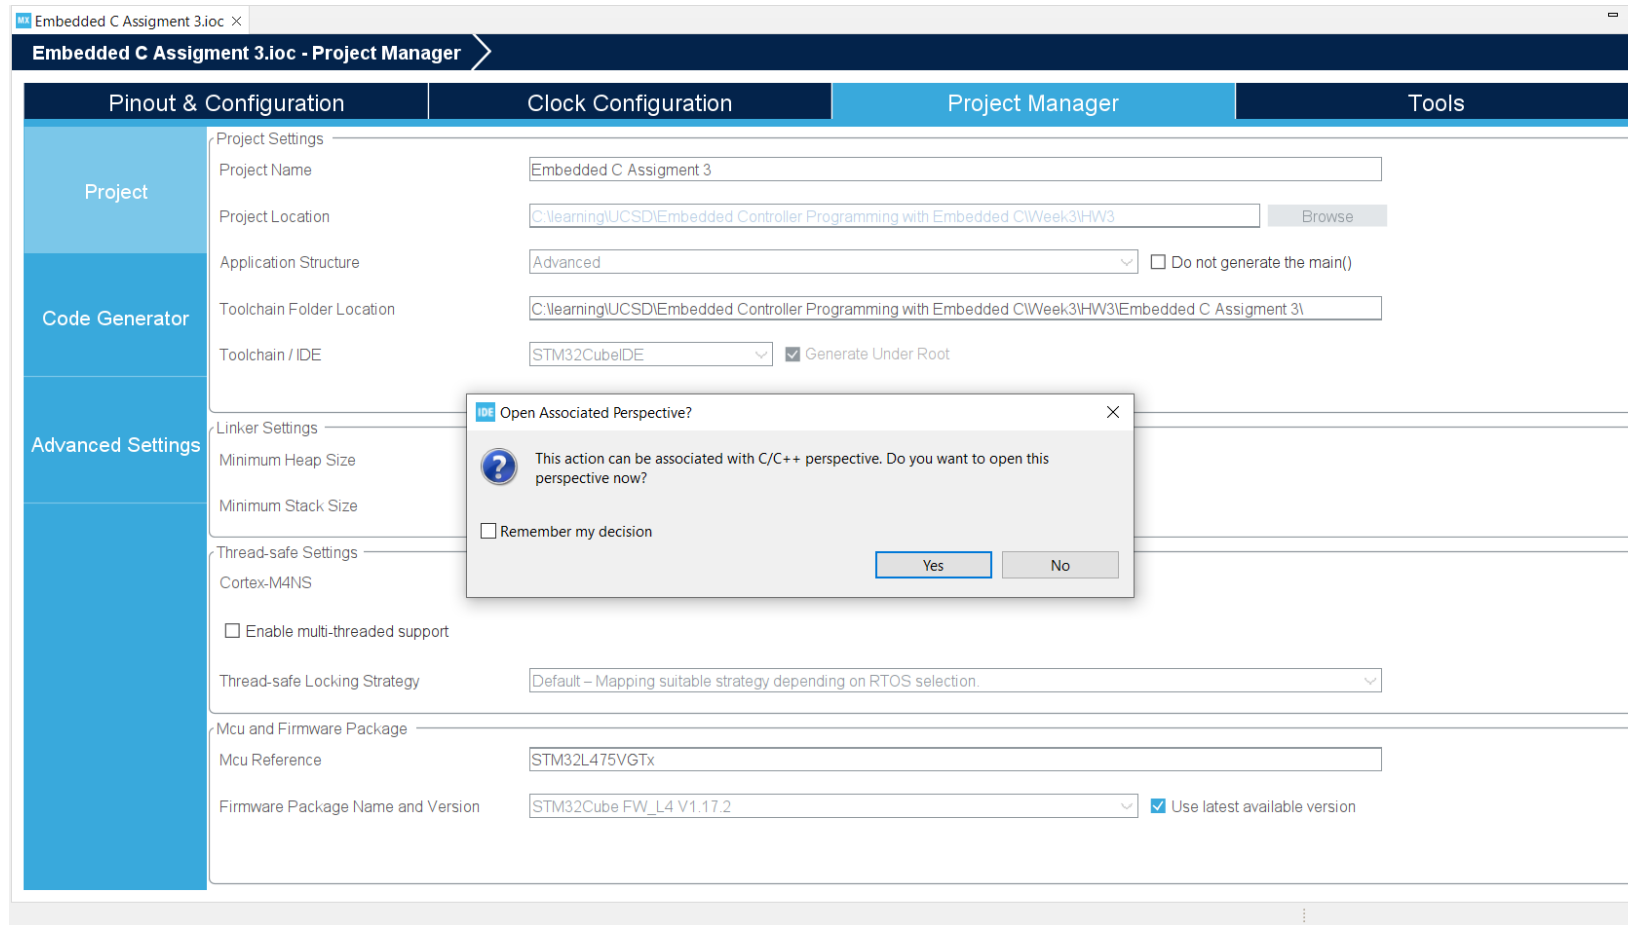 MX Embedded C Assigment 3.ioc
Embedded C Assigment 3.ioc - Project Manager
Pinout & Configuration Clock Configuration Project Manager Tools
Project
Code Generator
Advanced Settings
Project Settings
Project Name Embedded C Assigment 3
Project Location C:\learning\UCSD\Embedded Controller Programming with Embedded C\Week3\HW3 Browse
Application Structure Advanced Do not generate the main()
Toolchain Folder Location C:\learning\UCSD\Embedded Controller Programming with Embedded C\Week3\HW3\Embedded C Assigment 3\
Toolchain / IDE STM32CubeIDE Generate Under Root
Linker Settings
Minimum Heap Size
Minimum Stack Size
IDE Open Associated Perspective?
This action can be associated with C/C++ perspective. Do you want to open this
perspective now?
Remember my decision
Yes No
Thread-safe Settings
Cortex-M4NS
Enable multi-threaded support
Thread-safe Locking Strategy Default – Mapping suitable strategy depending on RTOS selection.
Mcu and Firmware Package
Mcu Reference STM32L475VGTx
Firmware Package Name and Version STM32Cube FW_L4 V1.17.2 Use latest available version